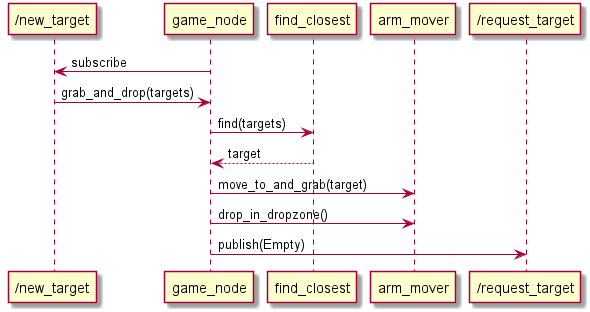 /new_target game_node find_closest arm_mover /request_target
subscribe
grab_and_drop(targets)
find(targets)
target
move_to_and_grab(target)
drop_in_dropzone()
publish(Empty)
/new_target game_node find_closest arm_mover /request_target